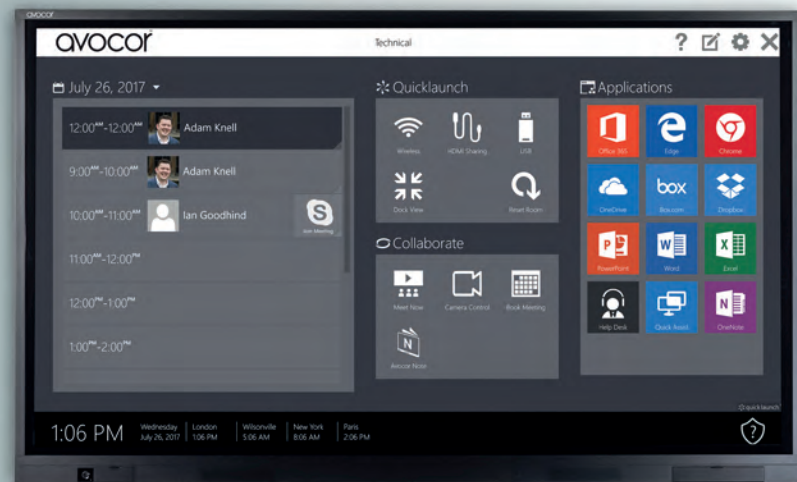 avocor
avocor
Technical
?
July 26, 2017
12:00AM-12:00AM Adam Knell
9:00AM-10:00AM Adam Knell
10:00AM-11:00AM Ian Goodhind
S
Join Meeting
11:00AM-12:00PM
12:00PM-1:00PM
1:00PM-2:00PM
Quicklaunch
Wireless
HDMI Sharing
USB
Dock View
Reset Room
Collaborate
Meet Now
Camera Control
Book Meeting
N
Avocor Note
Applications
Office 365
Edge
Chrome
OneDrive
box
Box.com
Dropbox
PowerPoint
Word
Excel
Help Desk
Quick Assist
OneNote
quick launch
1:06 PM
Wednesday
July 26, 2017
London
1:06 PM
Wilsonville
5:06 AM
New York
8:06 AM
Paris
2:06 PM
?